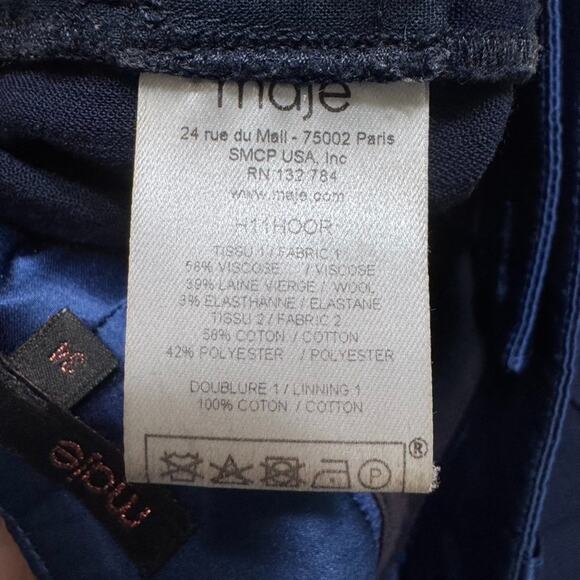 maje
24 rue du Mail - 75002 Paris
SMCP USA, Inc
RN 132 784
www.maje.com
H11HOOR
TISSU 1 / FABRIC 1
58% VISCOSE / VISCOSE
39% LAINE VIERGE / WOOL
3% ELASTHANNE / ELASTANE
TISSU 2 / FABRIC 2
58% COTON / COTTON
42% POLYESTER / POLYESTER
DOUBLURE 1 / LINNING 1
100% COTON / COTTON
®
P
34
maje